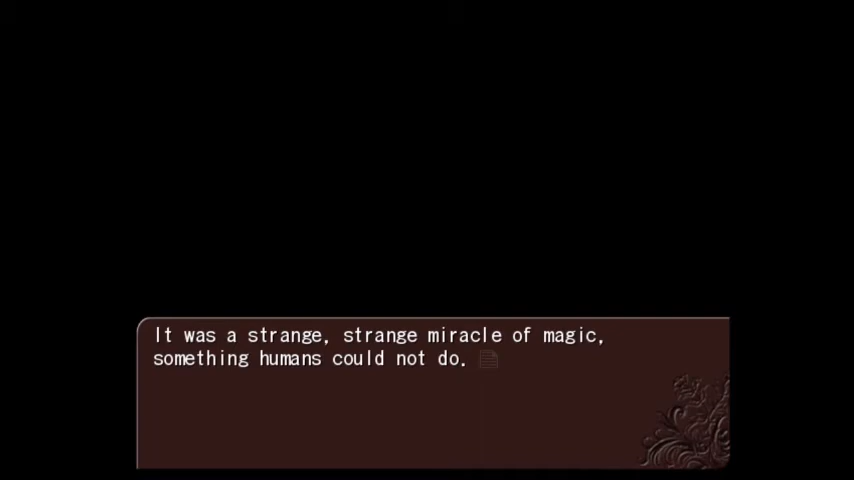 It was a strange, strange miracle of magic,
something humans could not do.